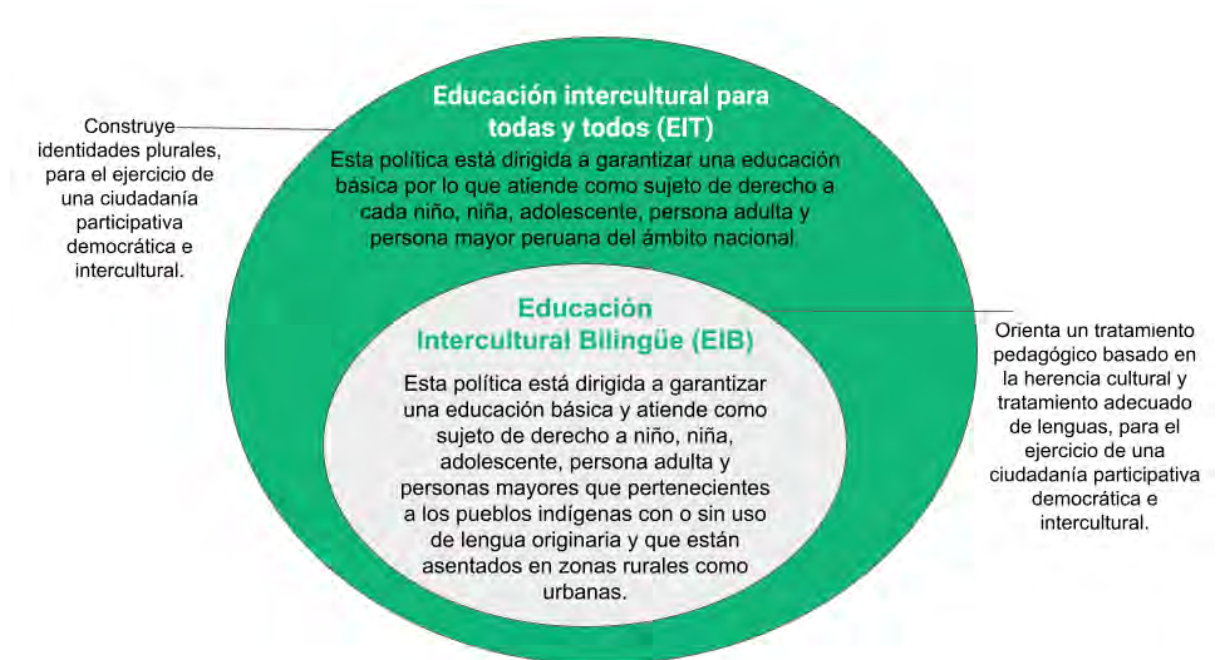 Educación intercultural para
todas y todos (EIT)
Esta política está dirigida a garantizar una educación
básica por lo que atiende como sujeto de derecho a
cada niño, niña, adolescente, persona adulta y
persona mayor peruana del ámbito nacional.
Construye
identidades plurales,
para el ejercicio de
una ciudadanía
participativa
democrática e
intercultural.
Educación
Intercultural Bilingüe (EIB)
Esta política está dirigida a garantizar
una educación básica y atiende como
sujeto de derecho a niño, niña,
adolescente, persona adulta y
personas mayores que pertenecientes
a los pueblos indígenas con o sin uso
de lengua originaria y que están
asentados en zonas rurales como
urbanas.
Orienta un tratamiento
pedagógico basado en
la herencia cultural y
tratamiento adecuado
de lenguas, para el
ejercicio de una
ciudadanía participativa
democrática e
intercultural.